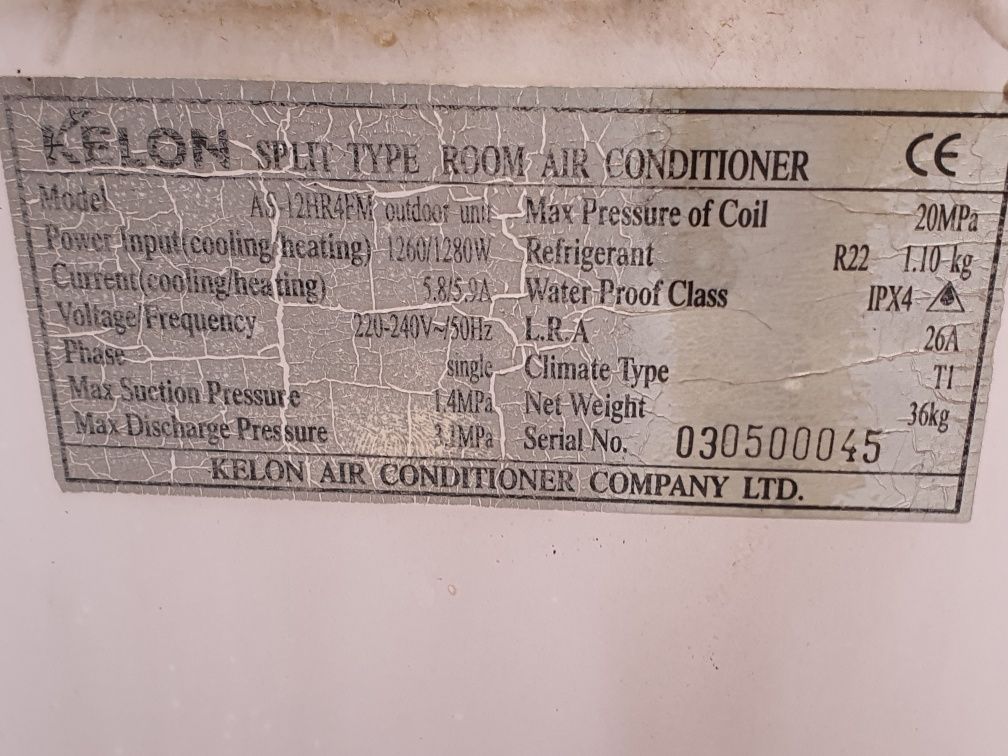 KELON SPLIT TYPE ROOM AIR CONDITIONER CE
Model AS-12HR4FM outdoor unit
Power Input(cooling/heating) 1260/1280W
Current(cooling/heating) 5.8/5.9A
Voltage/Frequency 220-240V~/50Hz
Phase single
Max Suction Pressure 1.4MPa
Max Discharge Pressure 3.1MPa
Max Pressure of Coil 20MPa
Refrigerant R22 1.10 kg
Water Proof Class IPX4
L.R.A 26A
Climate Type T1
Net Weight 36kg
Serial No. 030500045
KELON AIR CONDITIONER COMPANY LTD.